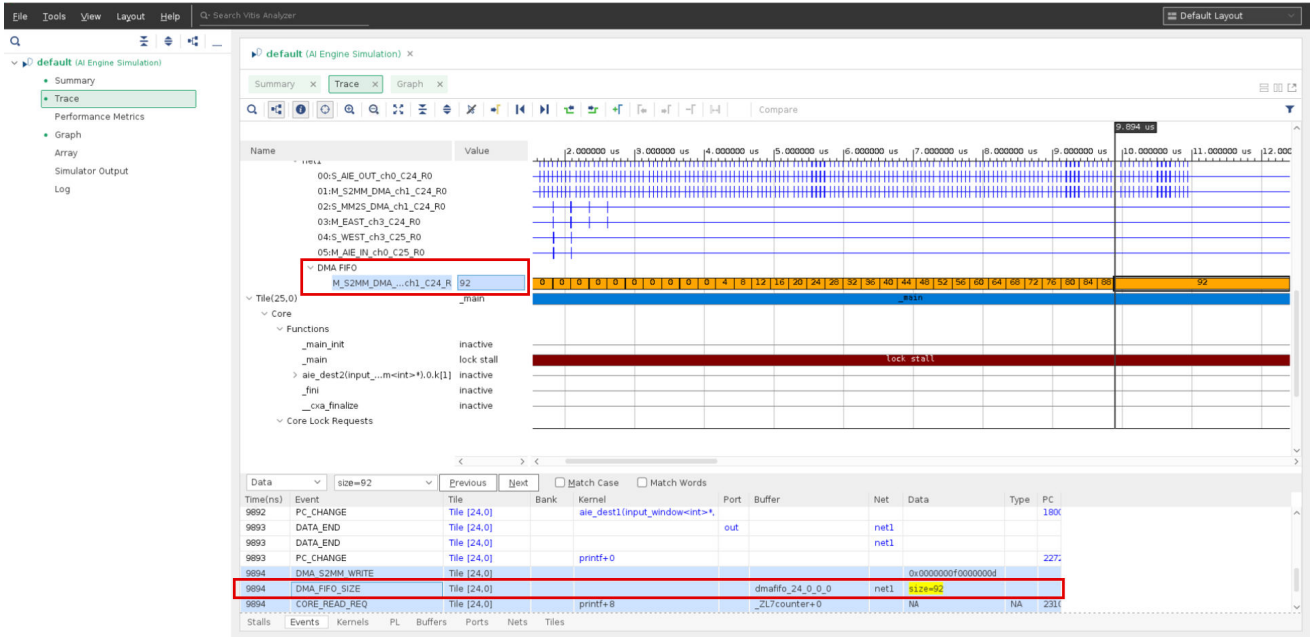 File Tools View Layout Help Q- Search Vitis Analyzer Default Layout
default (AI Engine Simulation)
Summary
Trace
Performance Metrics
Graph
Array
Simulator Output
Log
default (AI Engine Simulation) ×
Summary × Trace × Graph ×
Compare
9.894 us
Name Value 2.000000 us 3.000000 us 4.000000 us 5.000000 us 6.000000 us 7.000000 us 8.000000 us 9.000000 us 10.000000 us 11.000000 us 12.000
net1
00:S_AIE_OUT_ch0_C24_R0
01:M_S2MM_DMA_ch1_C24_R0
02:S_MM2S_DMA_ch1_C24_R0
03:M_EAST_ch3_C24_R0
04:S_WEST_ch3_C25_R0
05:M_AIE_IN_ch0_C25_R0
DMA FIFO
M_S2MM_DMA_...ch1_C24_R 92 0 0 0 0 0 0 0 0 0 0 4 8 12 16 20 24 28 32 36 40 44 48 52 56 60 64 68 72 76 80 84 88 92
Tile(25,0) _main _main
Core
Functions
_main_init inactive
_main lock stall lock stall
aie_dest2(input_...m<int>*).0.k[1] inactive
_fini inactive
__cxa_finalize inactive
Core Lock Requests
Data size=92 Previous Next Match Case Match Words
Time(ns) Event Tile Bank Kernel Port Buffer Net Data Type PC
9892 PC_CHANGE Tile [24,0] aie_dest1(input_window<int>*, 1800
9893 DATA_END Tile [24,0] out net1
9893 DATA_END Tile [24,0] net1
9893 PC_CHANGE Tile [24,0] printf+0 2272
9894 DMA_S2MM_WRITE Tile [24,0] 0x0000000f0000000d
9894 DMA_FIFO_SIZE Tile [24,0] dmafifo_24_0_0_0 net1 size=92
9894 CORE_READ_REQ Tile [24,0] printf+8 _ZL7counter+0 NA NA 2310
Stalls Events Kernels PL Buffers Ports Nets Tiles